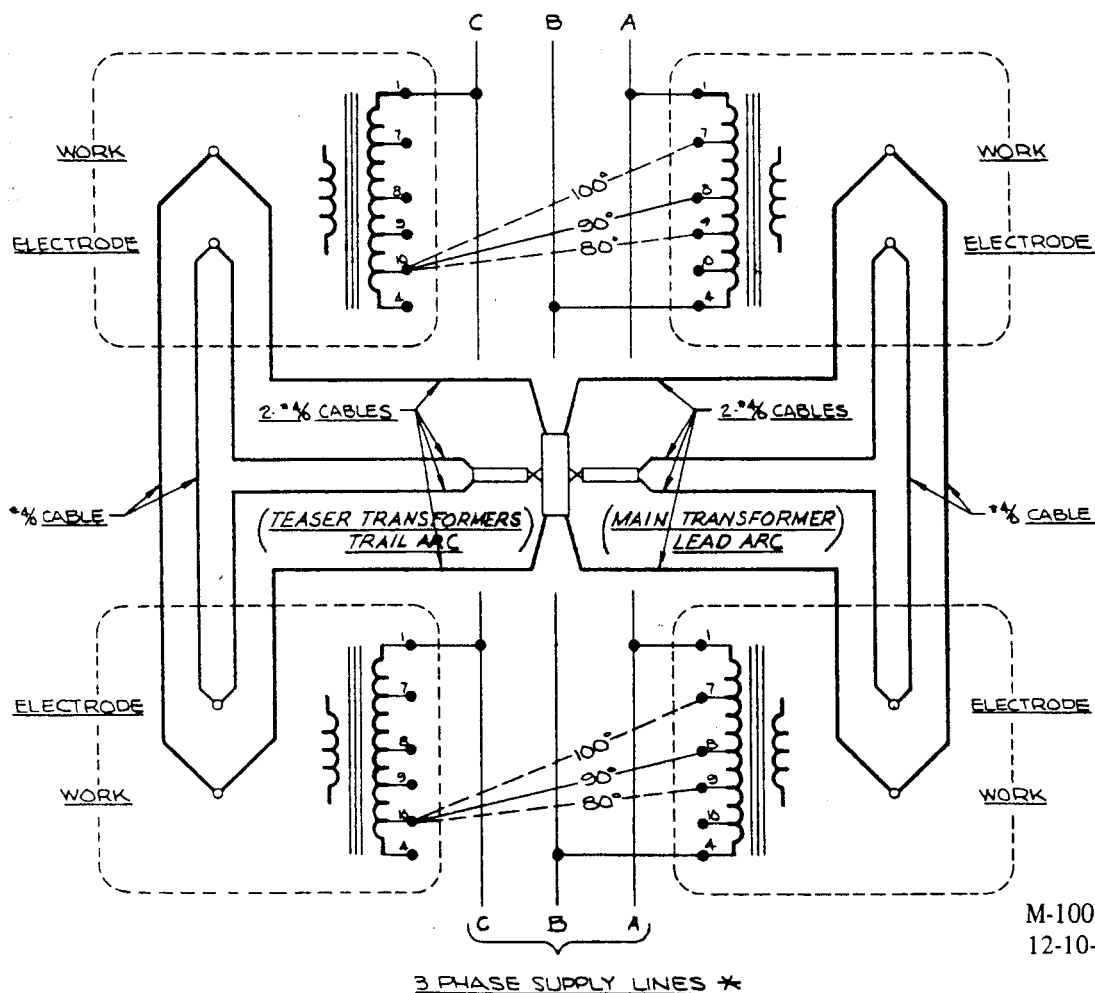 C B A
1 1
7 7
WORK WORK
100°
8 8
90°
ELECTRODE ELECTRODE
9 80° 9
10 10
4 4
2-#4/0 CABLES 2-#4/0 CABLES
#4/0 CABLE #4/0 CABLE
(TEASER TRANSFORMERS TRAIL ARC)
(MAIN TRANSFORMER LEAD ARC)
1 1
7 7
ELECTRODE ELECTRODE
100°
8 8
90°
9 80° 9
WORK WORK
10 10
4 4
C B A
M-100
12-10-
3 PHASE SUPPLY LINES *